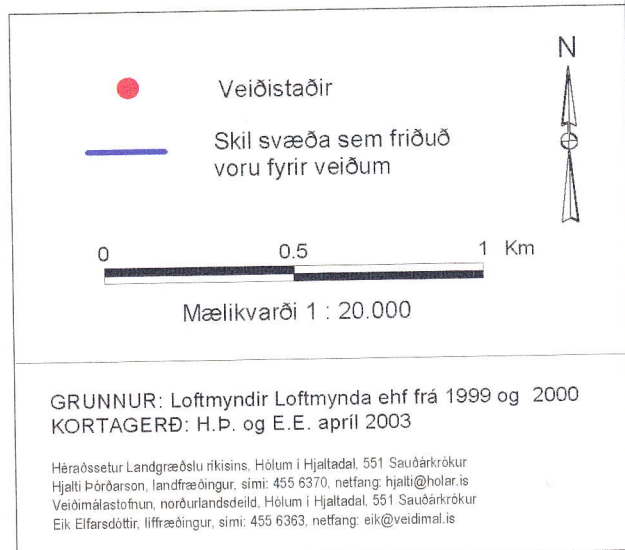 N
Veiðistaðir
Skil svæða sem friðuð
voru fyrir veiðum
0 0.5 1 Km
Mælikvarði 1 : 20.000
GRUNNUR: Loftmyndir Loftmynda ehf frá 1999 og 2000
KORTAGERÐ: H.Þ. og E.E. apríl 2003
Héraðssetur Landgræðslu ríkisins, Hólum í Hjaltadal, 551 Sauðárkrókur
Hjalti Þórðarson, landfræðingur, sími: 455 6370, netfang: hjalti@holar.is
Veiðimálastofnun, norðurlandsdeild, Hólum í Hjaltadal, 551 Sauðárkrókur
Eik Elfarsdóttir, líffræðingur, sími: 455 6363, netfang: eik@veidimal.is